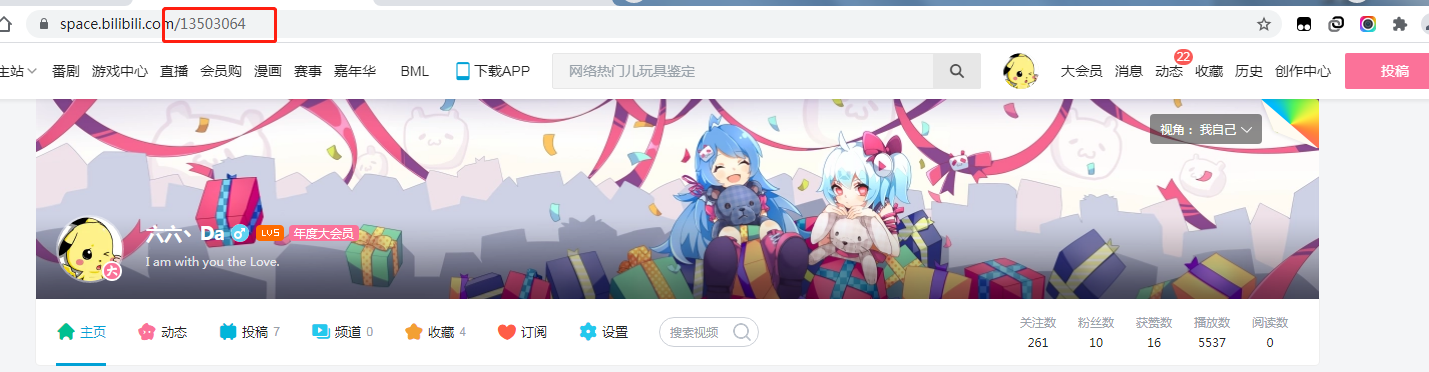 space.bilibili.com/13503064
主站 番剧 游戏中心 直播 会员购 漫画 赛事 嘉年华 BML 下载APP 网络热门儿玩具鉴定 大会员 消息 动态 22 收藏 历史 创作中心 投稿
视角： 我自己
六六丶Da LV5 年度大会员
大
I am with you the Love.
主页 动态 投稿 7 频道 0 收藏 4 订阅 设置 搜索视频
关注数 粉丝数 获赞数 播放数 阅读数
261 10 16 5537 0